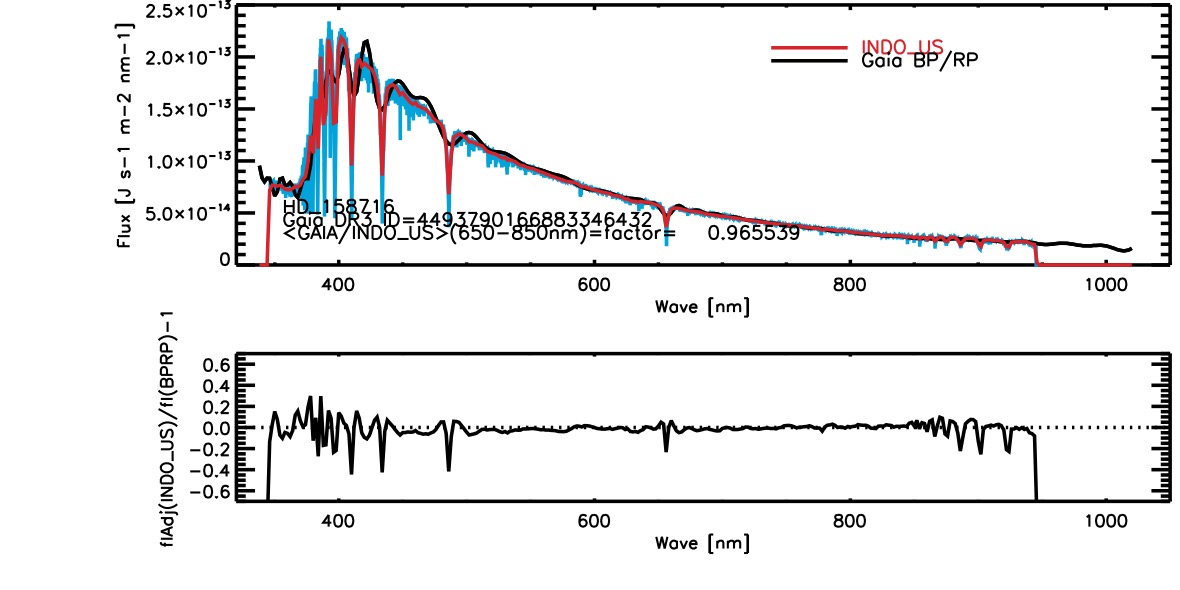 2.5×10⁻¹³
2.0×10⁻¹³
1.5×10⁻¹³
1.0×10⁻¹³
5.0×10⁻¹⁴
0
Flux [J s-1 m-2 nm-1]
INDO_US
Gaia BP/RP
HD_158716
Gaia DR3 ID=4493790166883346432
<GAIA/INDO_US>(650-850nm)=factor= 0.965539
400 600 800 1000
Wave [nm]
flAdj(INDO_US)/fl(BPRP)-1
0.6
0.4
0.2
0.0
-0.2
-0.4
-0.6
400 600 800 1000
Wave [nm]